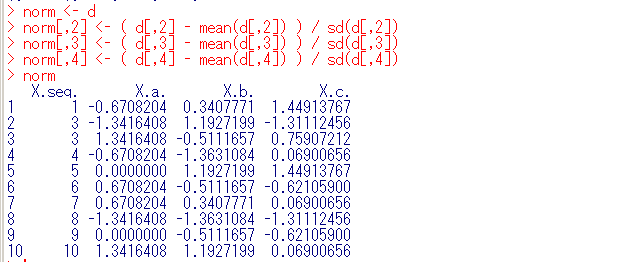 > norm <- d
> norm[,2] <- ( d[,2] - mean(d[,2]) ) / sd(d[,2])
> norm[,3] <- ( d[,3] - mean(d[,3]) ) / sd(d[,3])
> norm[,4] <- ( d[,4] - mean(d[,4]) ) / sd(d[,4])
> norm
X.seq. X.a. X.b. X.c.
1 1 -0.6708204 0.3407771 1.44913767
2 3 -1.3416408 1.1927199 -1.31112456
3 3 1.3416408 -0.5111657 0.75907212
4 4 -0.6708204 -1.3631084 0.06900656
5 5 0.0000000 1.1927199 1.44913767
6 6 0.6708204 -0.5111657 -0.62105900
7 7 0.6708204 0.3407771 0.06900656
8 8 -1.3416408 -1.3631084 -1.31112456
9 9 0.0000000 -0.5111657 -0.62105900
10 10 1.3416408 1.1927199 0.06900656